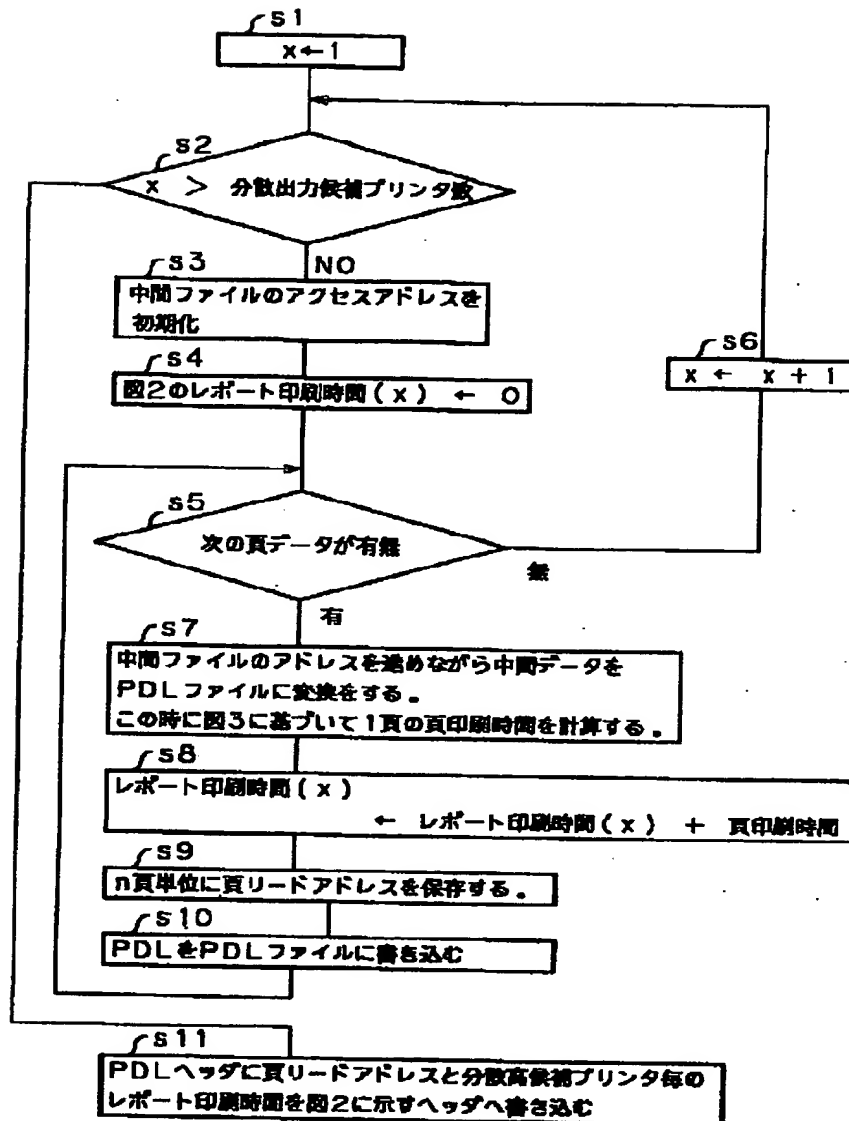 s1
x←1
s2
x > 分散出力候補プリンタ数
s3
NO
中間ファイルのアクセスアドレスを
初期化
s4
図2のレポート印刷時間(x) ← 0
s6
x ← x + 1
s5
次の頁データが有無
無
有
s7
中間ファイルのアドレスを進めながら中間データを
PDLファイルに変換をする。
この時に図3に基づいて1頁の頁印刷時間を計算する。
s8
レポート印刷時間(x)
← レポート印刷時間(x) + 頁印刷時間
s9
n頁単位に頁リードアドレスを保存する。
s10
PDLをPDLファイルに書き込む
s11
PDLヘッダに頁リードアドレスと分散高候補プリンタ毎の
レポート印刷時間を図2に示すヘッダへ書き込む